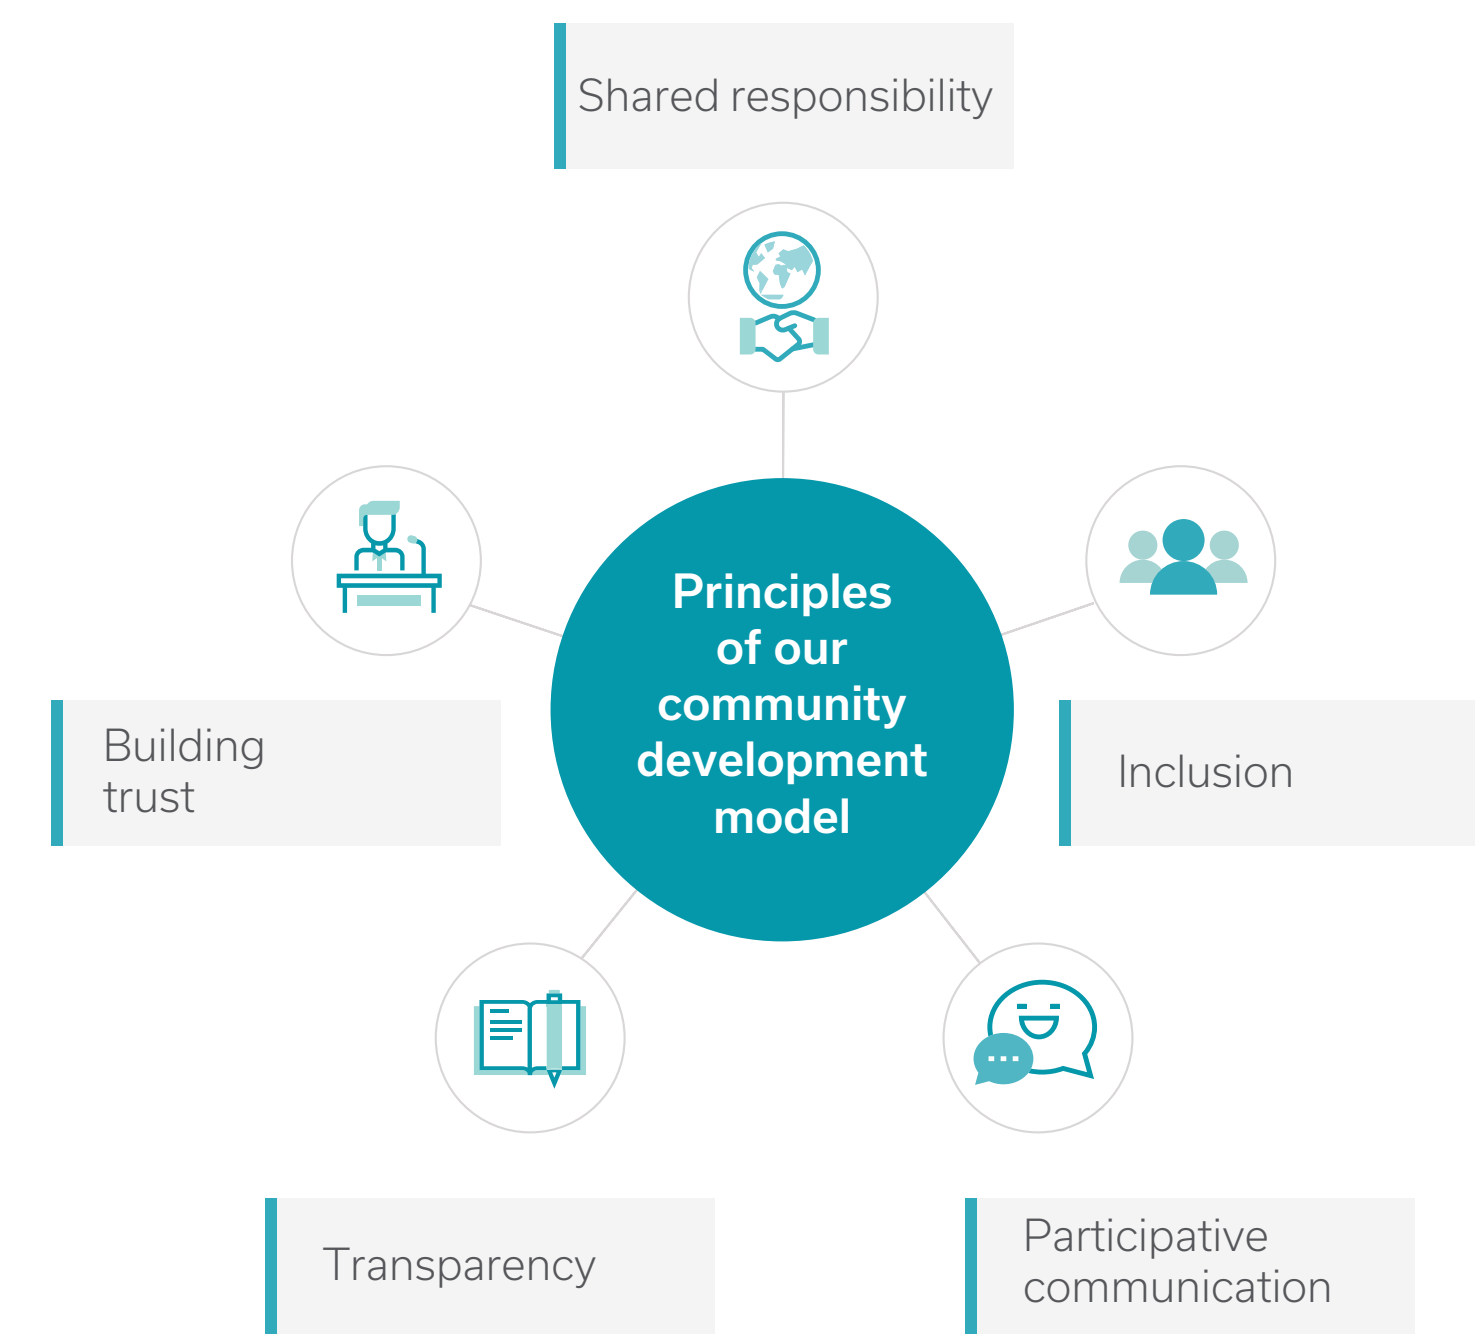 Shared responsibility
Principles
of our
community
development
model
Building
trust
Inclusion
Transparency
Participative
communication